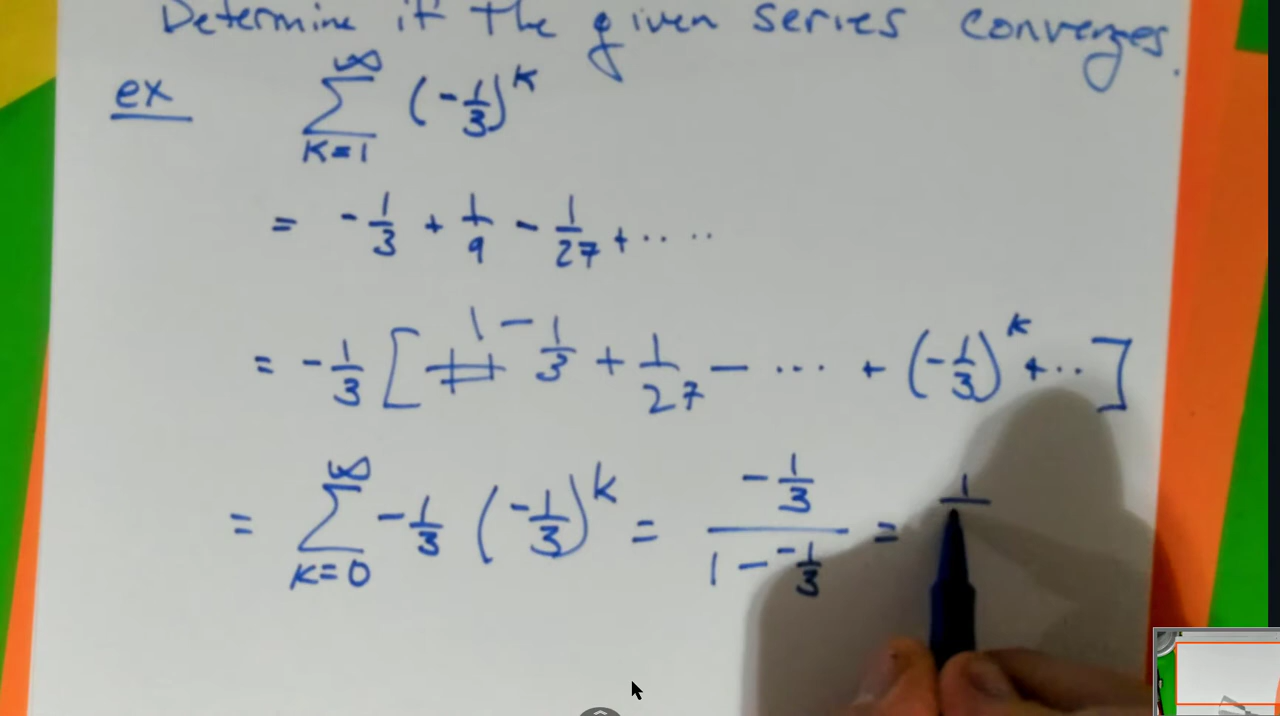 Determine if the given series converges.
ex ∑_{k=1}^{∞} (-1/3)^k
= -1/3 + 1/9 - 1/27 + .....
= -1/3 [ 1 - 1/3 + 1/27 - ... + (-1/3)^k + ... ]
= ∑_{k=0}^{∞} -1/3 (-1/3)^k = (-1/3)/(1 - -1/3) = 1/